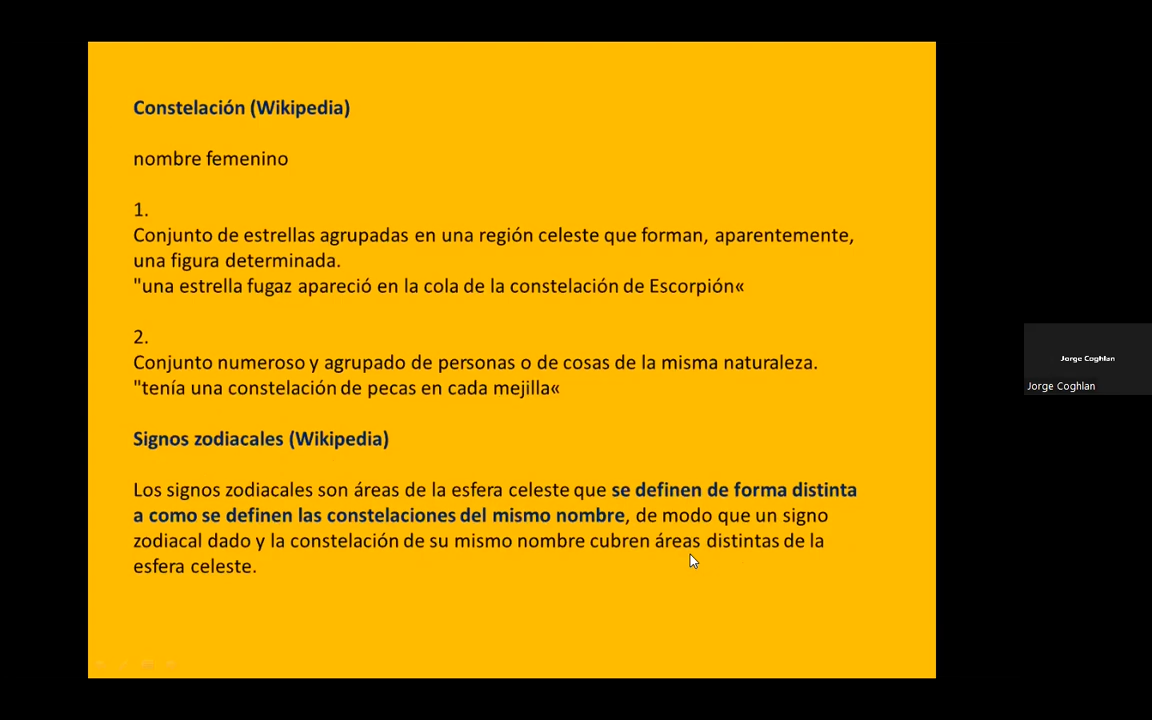 Constelación (Wikipedia)
nombre femenino
1.
Conjunto de estrellas agrupadas en una región celeste que forman, aparentemente,
una figura determinada.
"una estrella fugaz apareció en la cola de la constelación de Escorpión«
2.
Conjunto numeroso y agrupado de personas o de cosas de la misma naturaleza.
"tenía una constelación de pecas en cada mejilla«
Signos zodiacales (Wikipedia)
Los signos zodiacales son áreas de la esfera celeste que se definen de forma distinta
a como se definen las constelaciones del mismo nombre, de modo que un signo
zodiacal dado y la constelación de su mismo nombre cubren áreas distintas de la
esfera celeste.
Jorge Coghlan
Jorge Coghlan